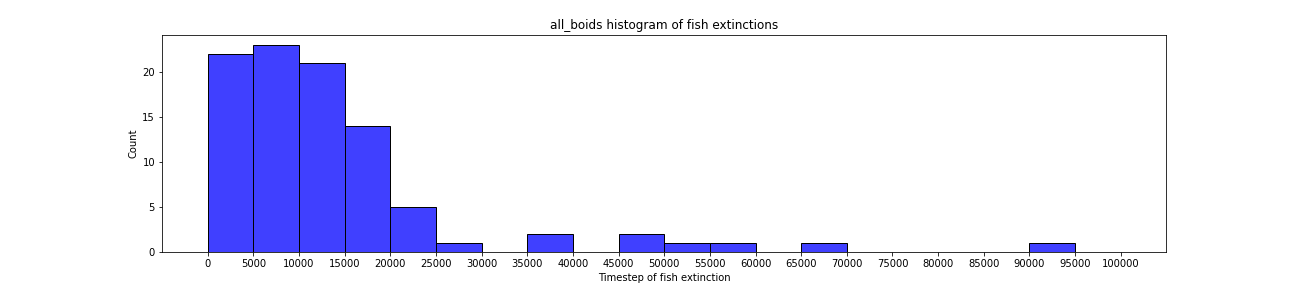 all_boids histogram of fish extinctions
Count
20
15
10
5
0
0 5000 10000 15000 20000 25000 30000 35000 40000 45000 50000 55000 60000 65000 70000 75000 80000 85000 90000 95000 100000
Timestep of fish extinction